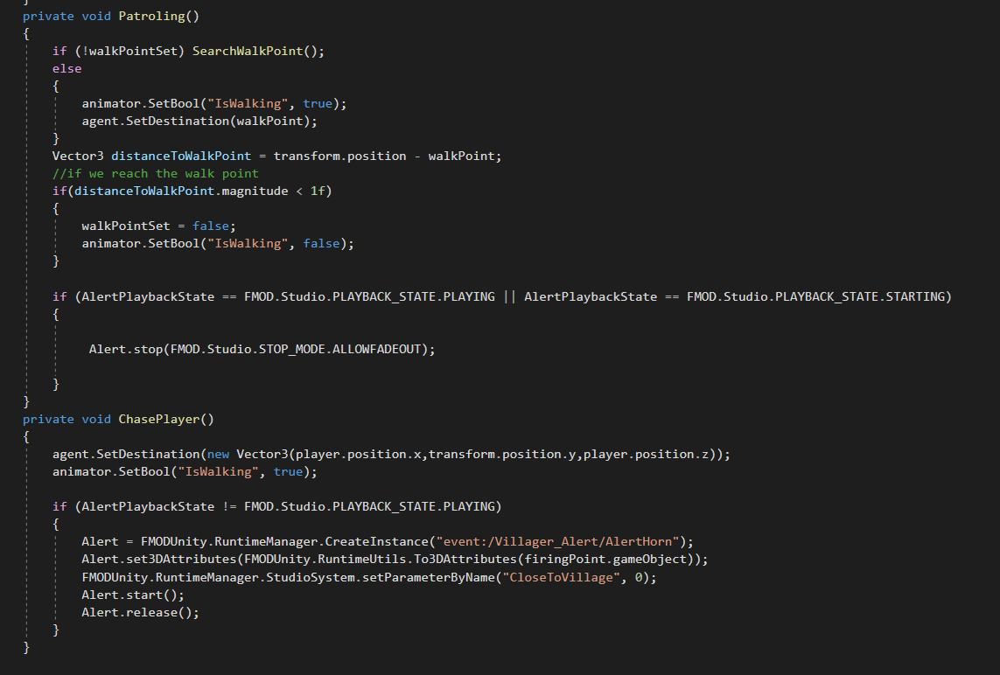 }
private void Patroling()
{
if (!walkPointSet) SearchWalkPoint();
else
{
animator.SetBool("IsWalking", true);
agent.SetDestination(walkPoint);
}
Vector3 distanceToWalkPoint = transform.position - walkPoint;
//if we reach the walk point
if(distanceToWalkPoint.magnitude < 1f)
{
walkPointSet = false;
animator.SetBool("IsWalking", false);
}
if (AlertPlaybackState == FMOD.Studio.PLAYBACK_STATE.PLAYING || AlertPlaybackState == FMOD.Studio.PLAYBACK_STATE.STARTING)
{
Alert.stop(FMOD.Studio.STOP_MODE.ALLOWFADEOUT);
}
}
private void ChasePlayer()
{
agent.SetDestination(new Vector3(player.position.x,transform.position.y,player.position.z));
animator.SetBool("IsWalking", true);
if (AlertPlaybackState != FMOD.Studio.PLAYBACK_STATE.PLAYING)
{
Alert = FMODUnity.RuntimeManager.CreateInstance("event:/Villager_Alert/AlertHorn");
Alert.set3DAttributes(FMODUnity.RuntimeUtils.To3DAttributes(firingPoint.gameObject));
FMODUnity.RuntimeManager.StudioSystem.setParameterByName("CloseToVillage", 0);
Alert.start();
Alert.release();
}
}